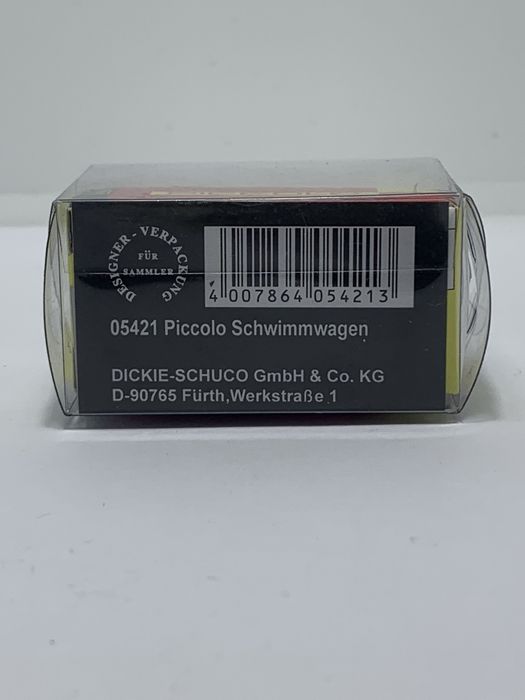 DESIGNER-VERPACKUNG
FÜR
SAMMLER
4 007864 054213
05421 Piccolo Schwimmwagen
DICKIE-SCHUCO GmbH & Co. KG
D-90765 Fürth,Werkstraße 1